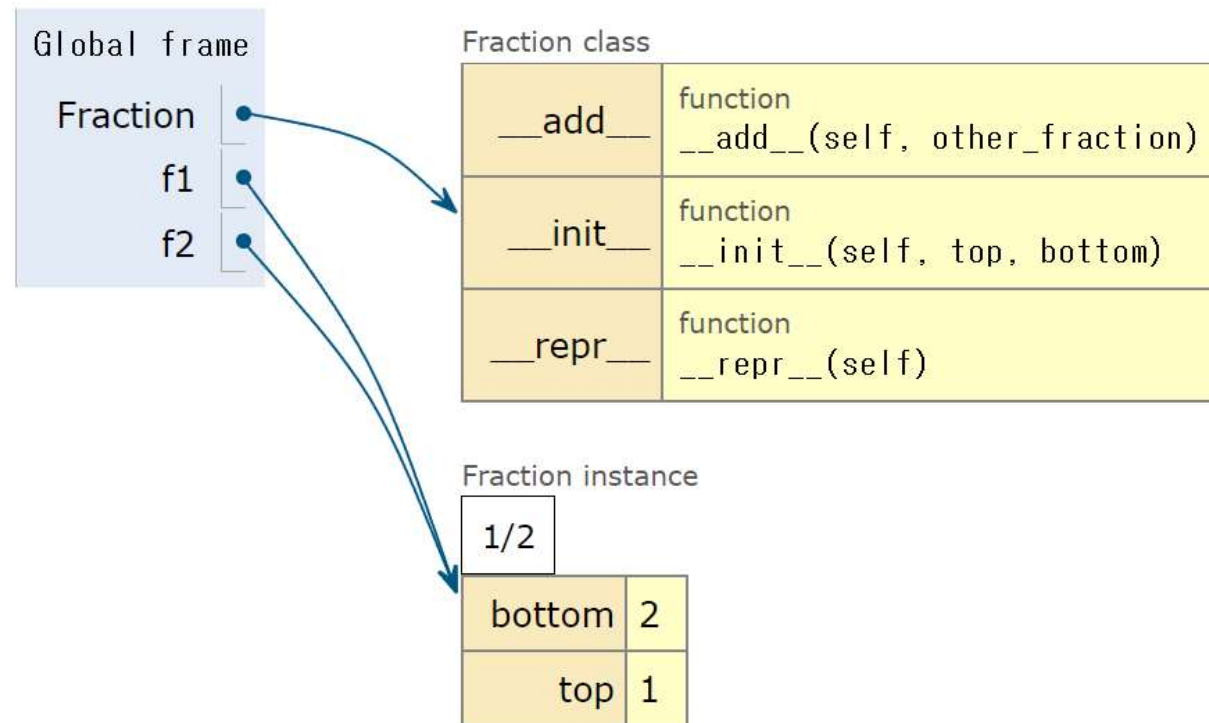 Global frame
Fraction
f1
f2
Fraction class
__add__
function
__add__(self, other_fraction)
__init__
function
__init__(self, top, bottom)
__repr__
function
__repr__(self)
Fraction instance
1/2
bottom 2
top 1